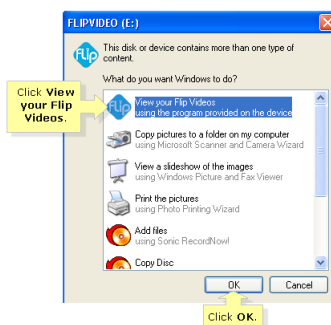 FLIPVIDEO (E:)
This disk or device contains more than one type of
content.
What do you want Windows to do?
Click View
your Flip
Videos.
Flip
Flip
View your Flip Videos
using the program provided on the device
Copy pictures to a folder on my computer
using Microsoft Scanner and Camera Wizard
View a slideshow of the images
using Windows Picture and Fax Viewer
Print the pictures
using Photo Printing Wizard
Add files
using Sonic RecordNow!
Copy Disc
OK
Cancel
Click OK.